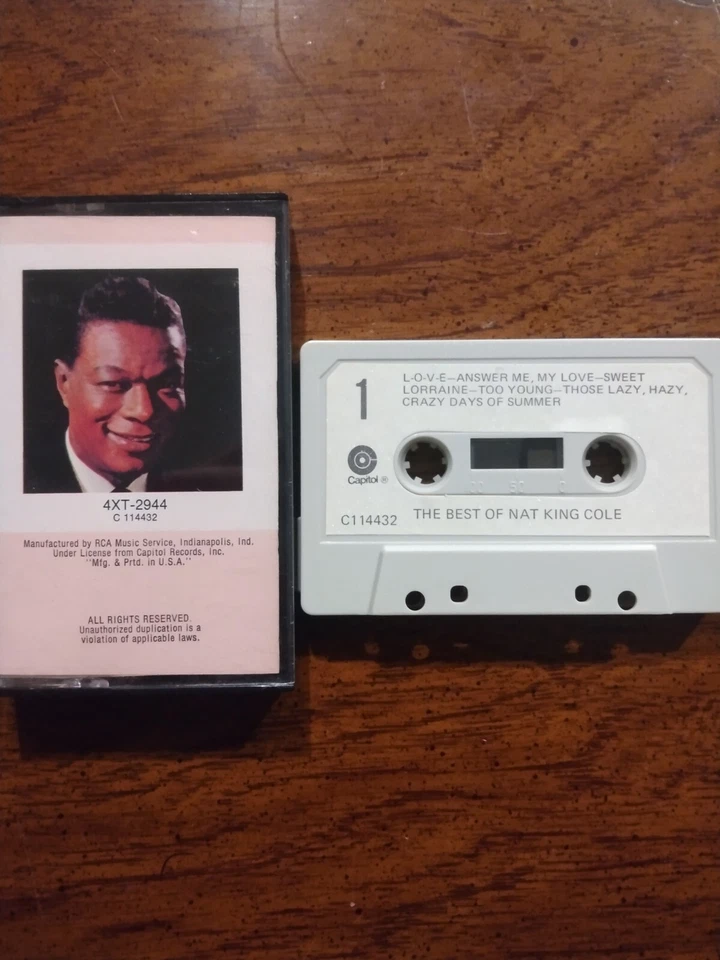 4XT-2944
C 114432
Manufactured by RCA Music Service, Indianapolis, Ind.
Under License from Capitol Records, Inc.
"Mfg. & Prtd. in U.S.A."
ALL RIGHTS RESERVED.
Unauthorized duplication is a
violation of applicable laws.
1
L-O-V-E—ANSWER ME, MY LOVE—SWEET
LORRAINE—TOO YOUNG—THOSE LAZY, HAZY,
CRAZY DAYS OF SUMMER
Capitol ®
C114432 THE BEST OF NAT KING COLE